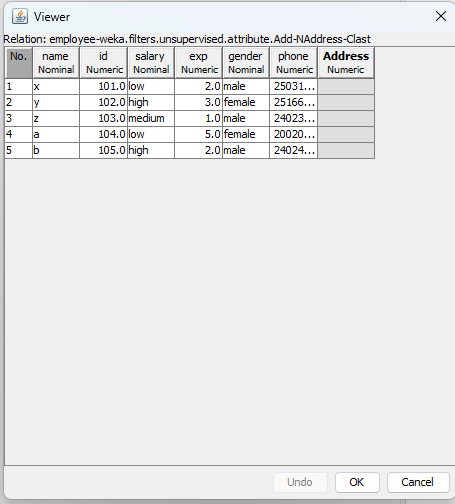 Viewer
Relation: employee-weka.filters.unsupervised.attribute.Add-NAddress-Clast
No. name id salary exp gender phone Address
Nominal Numeric Nominal Numeric Nominal Numeric Numeric
1 x 101.0 low 2.0 male 25031...
2 y 102.0 high 3.0 female 25166...
3 z 103.0 medium 1.0 male 24023...
4 a 104.0 low 5.0 female 20020...
5 b 105.0 high 2.0 male 24024...
Undo OK Cancel